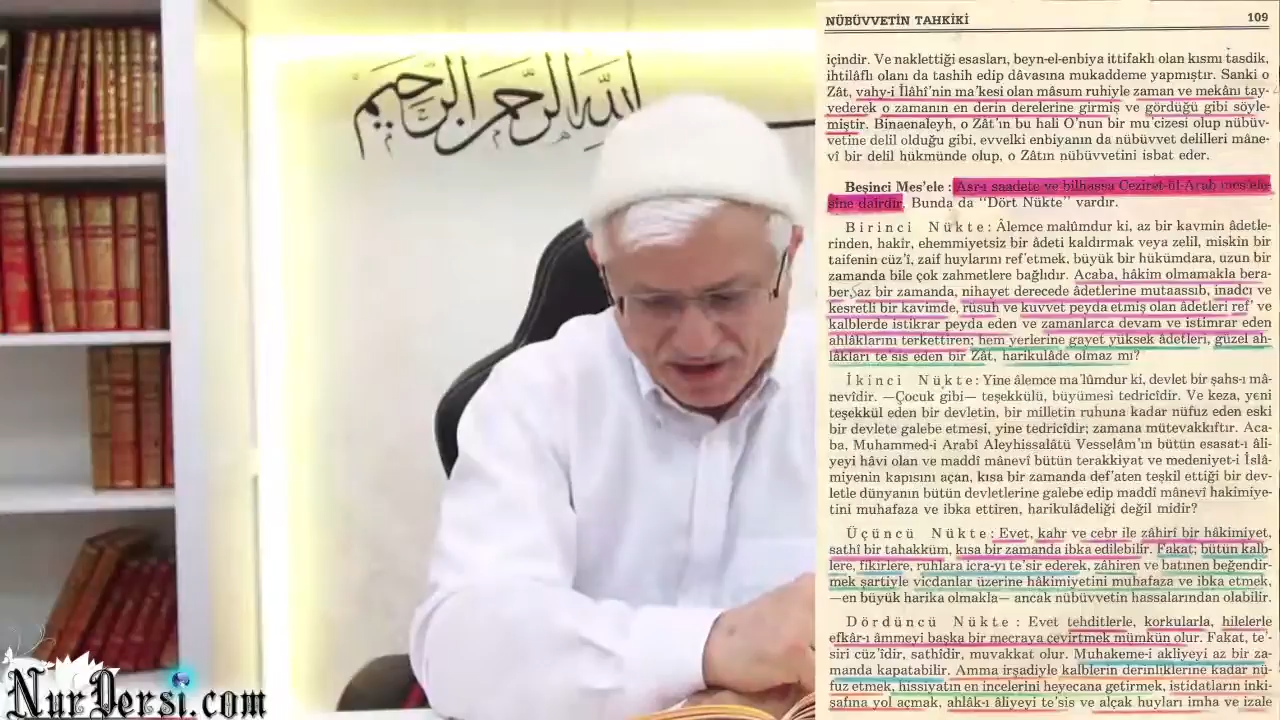 بسم الله الرحمن الرحيم
NurDersi.com
NÜBÜVVETİN TAHKİKİ 109
içindir. Ve naklettiği esasları, beyn-el-enbiya ittifaklı olan kısmı tasdik,
ihtilâflı olanı da tashih edip dâvasına mukaddeme yapmıştır. Sanki o
Zât, vahy-i İlâhî'nin ma'kesi olan mâsum ruhiyle zaman ve mekânı tay-
yederek o zamanın en derin derelerine girmiş ve gördüğü gibi söyle-
miştir. Binaenaleyh, o Zât'ın bu hali O'nun bir mu'cizesi olup nübüv-
vetine delil olduğu gibi, evvelki enbiyanın da nübüvvet delilleri mâne-
vî bir delil hükmünde olup, o Zâtın nübüvvetini isbat eder.
Beşinci Mes'ele : Asr-ı saadete ve bilhassa Ceziret-ül-Arab mes'ele-
sine dairdir. Bunda da "Dört Nükte" vardır.
Birinci Nükte: Âlemce malûmdur ki, az bir kavmin âdetle-
rinden, hakîr, ehemmiyetsiz bir âdeti kaldırmak veya zelil, miskin bir
taifenin cüz'î, zaif huylarını ref'etmek, büyük bir hükümdara, uzun bir
zamanda bile çok zahmetlere bağlıdır. Acaba, hâkim olmamakla bera-
ber, az bir zamanda, nihayet derecede âdetlerine mutaassıb, inadcı ve
kesretli bir kavimde, rüsuh ve kuvvet peyda etmiş olan âdetleri ref' ve
kalblerde istikrar peyda eden ve zamanlarca devam ve istimrar eden
ahlâklarını terkettiren; hem yerlerine gayet yüksek âdetleri, güzel ah-
lâkları te'sis eden bir Zât, harikulâde olmaz mı?
İkinci Nükte: Yine âlemce ma'lûmdur ki, devlet bir şahs-ı mâ-
nevîdir. —Çocuk gibi— teşekkülü, büyümesi tedricîdir. Ve keza, yeni
teşekkül eden bir devletin, bir milletin ruhuna kadar nüfuz eden eski
bir devlete galebe etmesi, yine tedricîdir; zamana mütevakkıftır. Aca-
ba, Muhammed-i Arabî Aleyhissalâtü Vesselâm'ın bütün esasat-ı âli-
yeyi hâvi olan ve maddî mânevî bütün terakkiyat ve medeniyet-i İslâ-
miyenin kapısını açan, kısa bir zamanda def'aten teşkil ettiği bir dev-
letle dünyanın bütün devletlerine galebe edip maddî mânevî hakimiye-
tini muhafaza ve ibka ettiren, harikulâdeliği değil midir?
Üçüncü Nükte: Evet, kahr ve cebr ile zâhirî bir hâkimiyet,
sathî bir tahakküm, kısa bir zamanda ibka edilebilir. Fakat; bütün kalb-
lere, fikirlere, ruhlara icra-yı te'sir ederek, zâhiren ve batınen beğendir-
mek şartiyle vicdanlar üzerine hâkimiyetini muhafaza ve ibka etmek,
—en büyük harika olmakla— ancak nübüvvetin hassalarından olabilir.
Dördüncü Nükte : Evet tehditlerle, korkularla, hilelerle
efkâr-ı âmmeyi başka bir mecraya çevirtmek mümkün olur. Fakat, te'-
siri cüz'îdir, sathîdir, muvakkat olur. Muhakeme-i akliyeyi az bir za-
manda kapatabilir. Amma irşadiyle kalblerin derinliklerine kadar nü-
fuz etmek, hissiyatın en incelerini heyecana getirmek, istidatların inki-
şafına yol açmak, ahlâk-ı âliyeyi te'sis ve alçak huyları imha ve izale